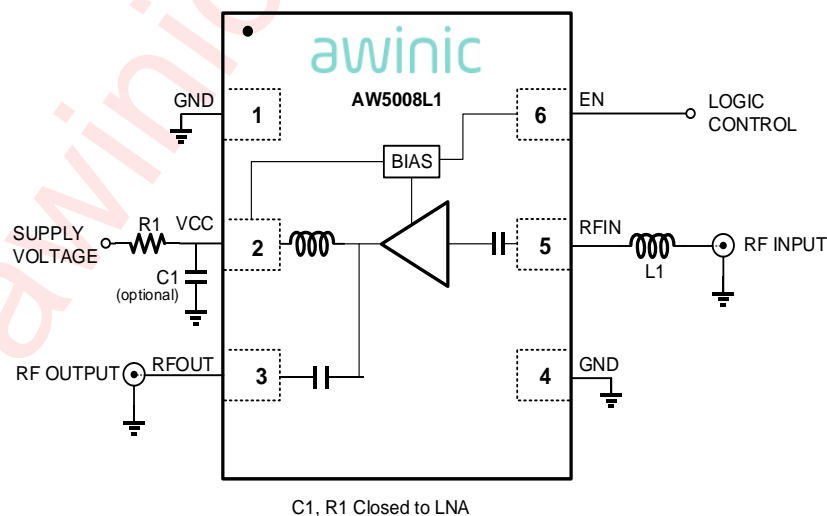 awinic
awinic
AW5008L1
GND
1
6
EN
LOGIC
CONTROL
BIAS
SUPPLY
VOLTAGE
R1
VCC
2
5
RFIN
RF INPUT
L1
C1
(optional)
RF OUTPUT
RFOUT
3
4
GND
C1, R1 Closed to LNA